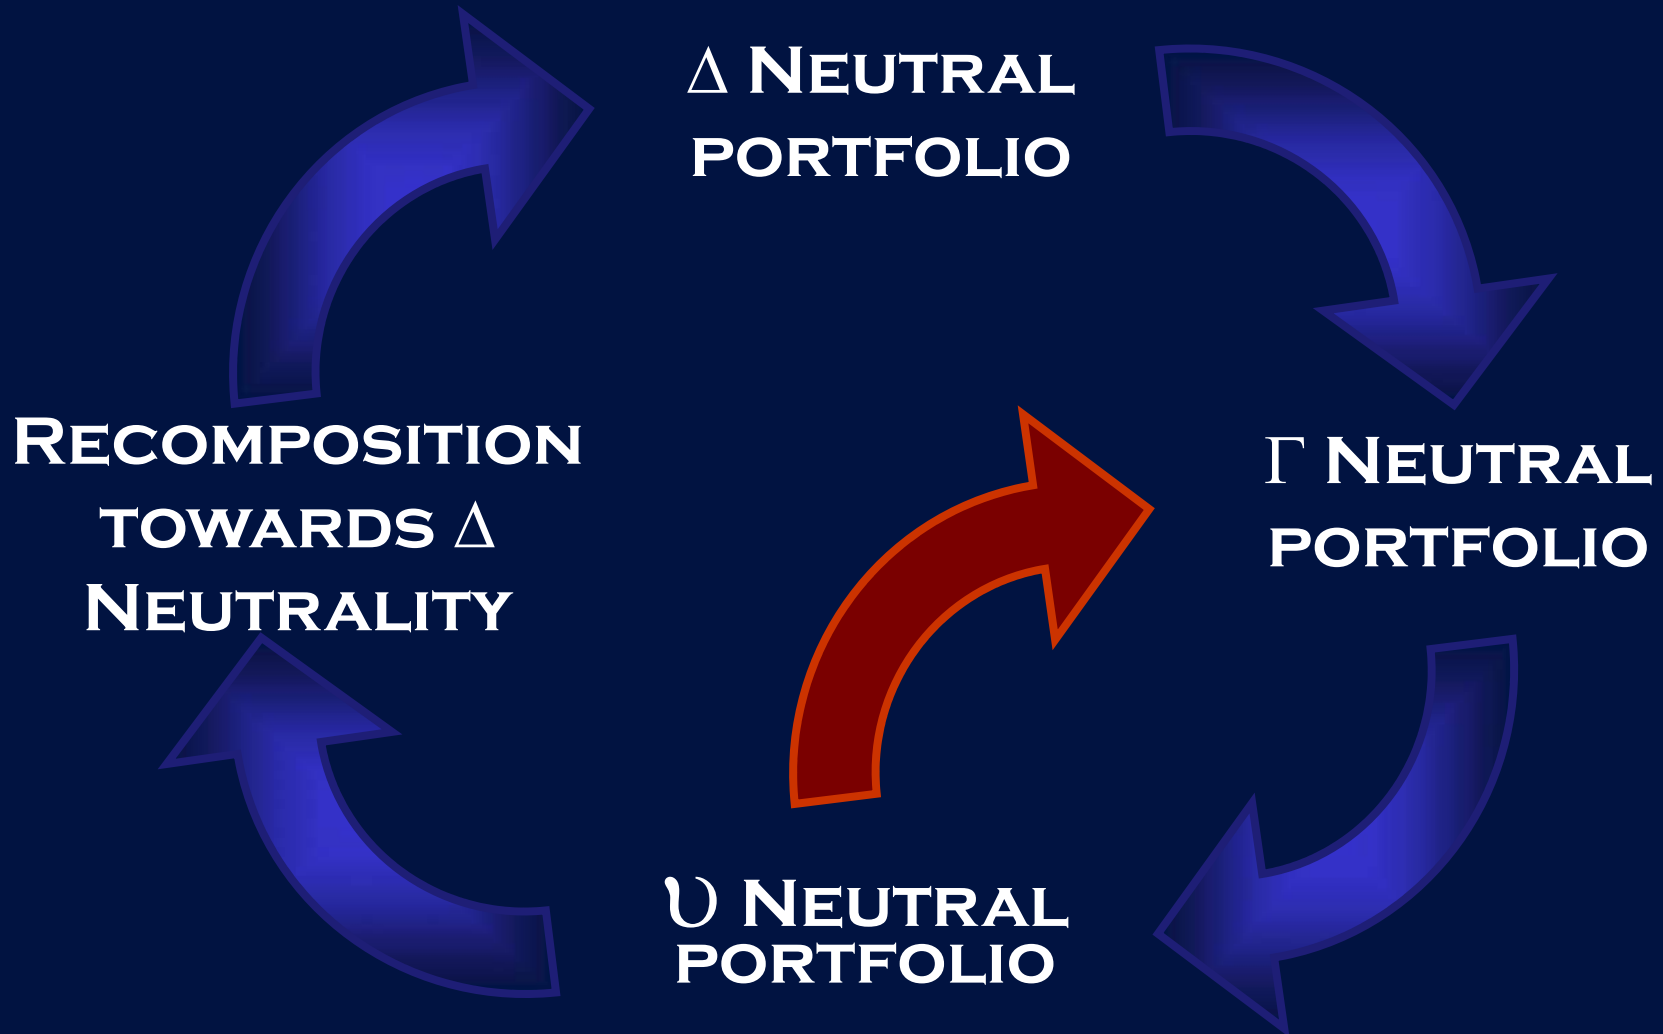 Δ Neutral
portfolio
Recomposition
towards Δ
Neutrality
Γ Neutral
portfolio
υ Neutral
portfolio